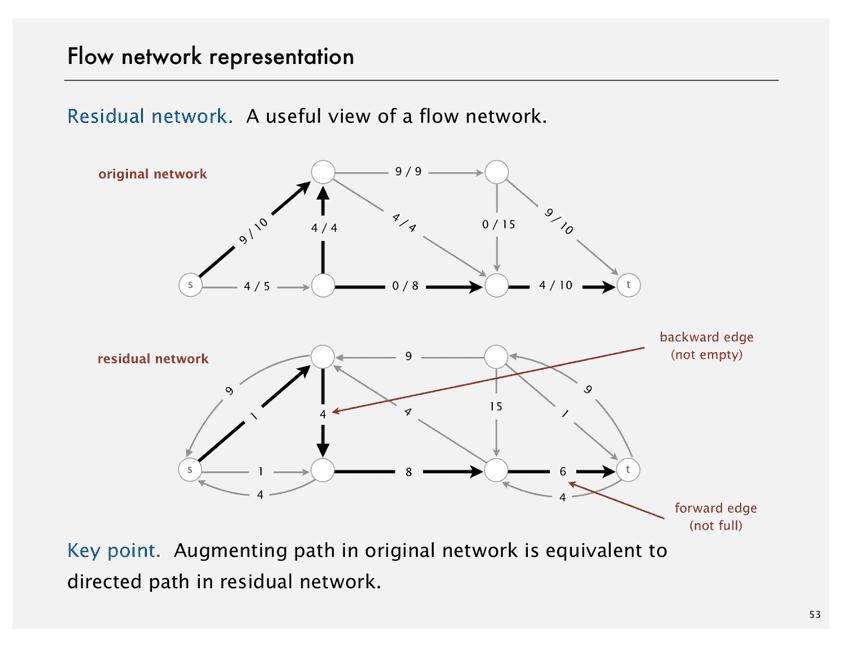 Flow network representation
Residual network. A useful view of a flow network.
original network
9 / 9
9 / 10
4 / 4
4 / 4
0 / 15
9 / 10
s
4 / 5
0 / 8
4 / 10
t
residual network
backward edge
(not empty)
9
9
1
4
4
15
1
9
s
1
8
6
t
4
4
forward edge
(not full)
Key point. Augmenting path in original network is equivalent to
directed path in residual network.
53